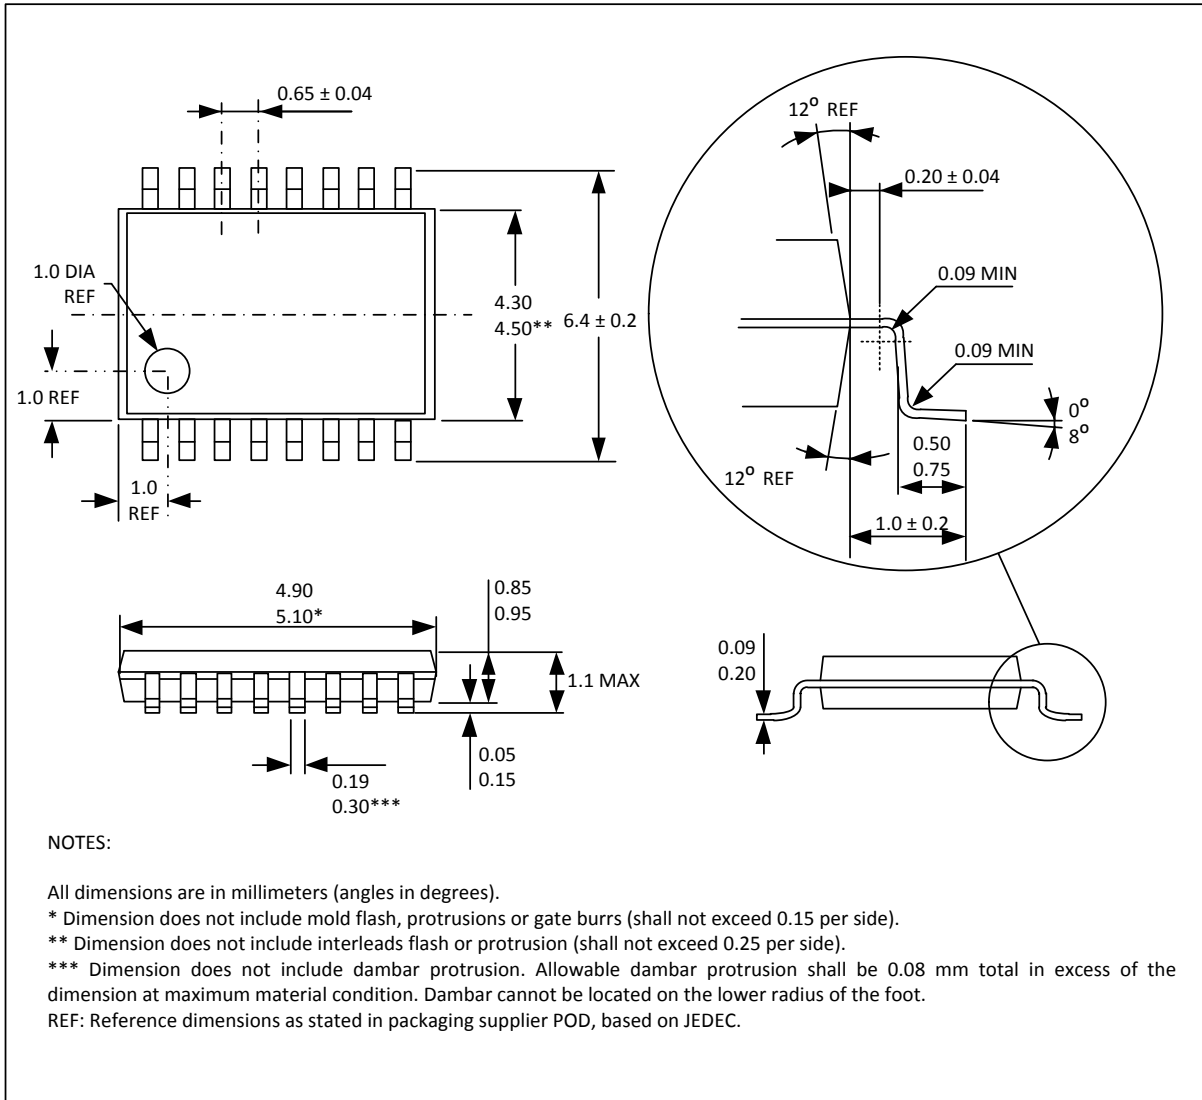 0.65 ± 0.04
12° REF
0.20 ± 0.04
1.0 DIA
REF
0.09 MIN
4.30
4.50**
6.4 ± 0.2
0.09 MIN
1.0 REF
0°
8°
0.50
0.75
12° REF
1.0
REF
1.0 ± 0.2
4.90
5.10*
0.85
0.95
0.09
0.20
1.1 MAX
0.05
0.15
0.19
0.30***
NOTES:
All dimensions are in millimeters (angles in degrees).
* Dimension does not include mold flash, protrusions or gate burrs (shall not exceed 0.15 per side).
** Dimension does not include interleads flash or protrusion (shall not exceed 0.25 per side).
*** Dimension does not include dambar protrusion. Allowable dambar protrusion shall be 0.08 mm total in excess of the
dimension at maximum material condition. Dambar cannot be located on the lower radius of the foot.
REF: Reference dimensions as stated in packaging supplier POD, based on JEDEC.